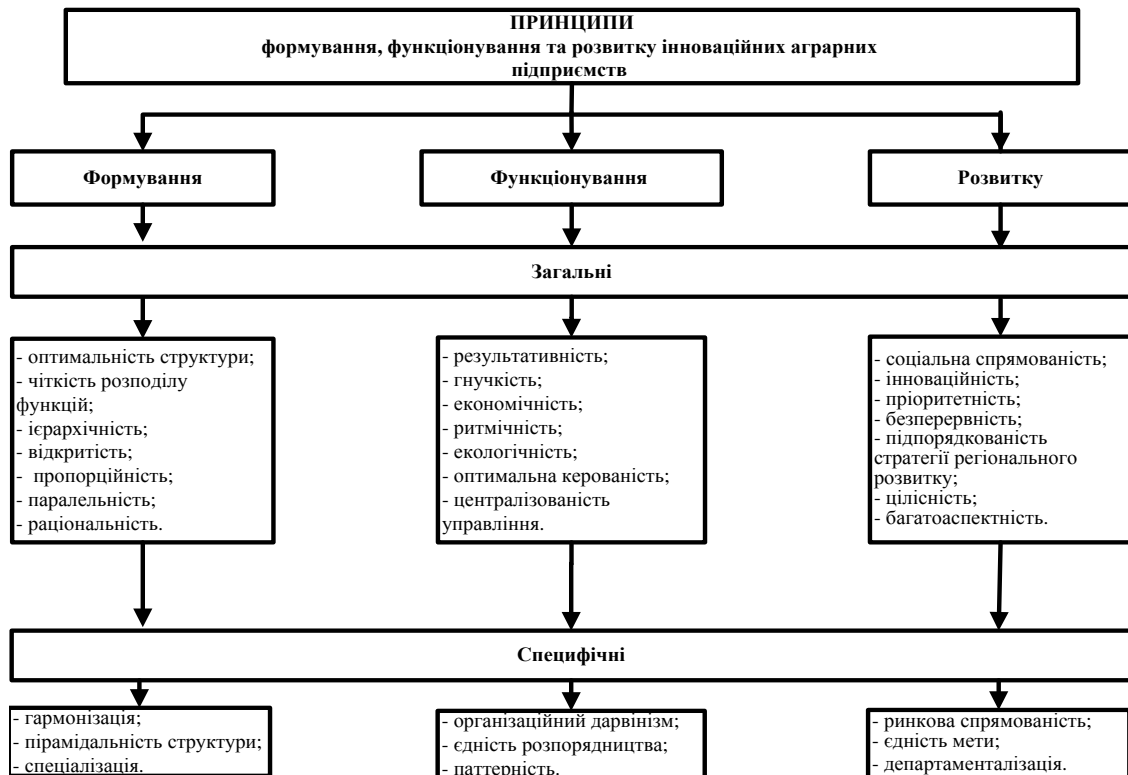 ПРИНЦИПИ
формування, функціонування та розвитку інноваційних аграрних
підприємств
Формування
Функціонування
Розвитку
Загальні
- оптимальність структури;
- чіткість розподілу
функцій;
- ієрархічність;
- відкритість;
- пропорційність;
- паралельність;
- раціональність.
- результативність;
- гнучкість;
- економічність;
- ритмічність;
- екологічність;
- оптимальна керованість;
- централізованість
управління.
- соціальна спрямованість;
- інноваційність;
- пріоритетність;
- безперервність;
- підпорядкованість
стратегії регіонального
розвитку;
- цілісність;
- багатоаспектність.
Специфічні
- гармонізація;
- пірамідальність структури;
- спеціалізація.
- організаційний дарвінізм;
- єдність розпорядництва;
- паттерність.
- ринкова спрямованість;
- єдність мети;
- департаменталізація.